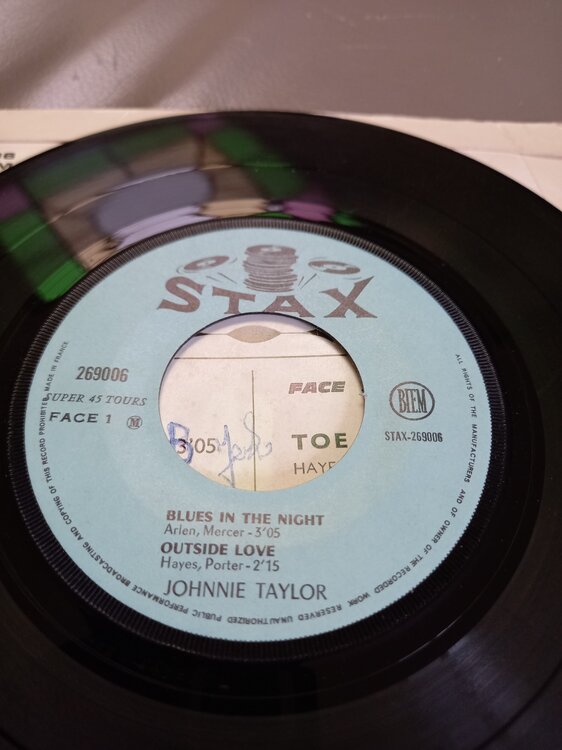 STAX
269006
SUPER 45 TOURS
FACE 1
M
BIEM
STAX-269006
FACE
3'05
TOE
HAYE
BLUES IN THE NIGHT
Arlen, Mercer - 3'05
OUTSIDE LOVE
Hayes, Porter - 2'15
JOHNNIE TAYLOR
ALL RIGHTS OF THE MANUFACTURERS AND OF OWNER OF THE RECORDED WORK RESERVED UNAUTHORIZED PUBLIC PERFORMANCE BROADCASTING AND COPYING OF THIS RECORD PROHIBITED MADE IN FRANCE